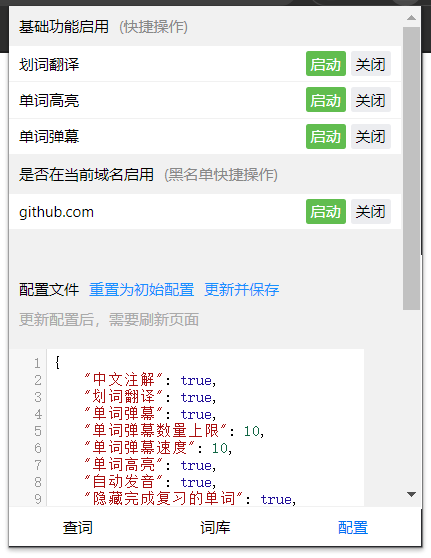 基础功能启用 (快捷操作)
划词翻译 启动 关闭
单词高亮 启动 关闭
单词弹幕 启动 关闭
是否在当前域名启用 (黑名单快捷操作)
github.com 启动 关闭
配置文件 重置为初始配置 更新并保存
更新配置后，需要刷新页面
1 {
2 "中文注解": true,
3 "划词翻译": true,
4 "单词弹幕": true,
5 "单词弹幕数量上限": 10,
6 "单词弹幕速度": 10,
7 "单词高亮": true,
8 "自动发音": true,
9 "隐藏完成复习的单词": true,
查词 词库 配置